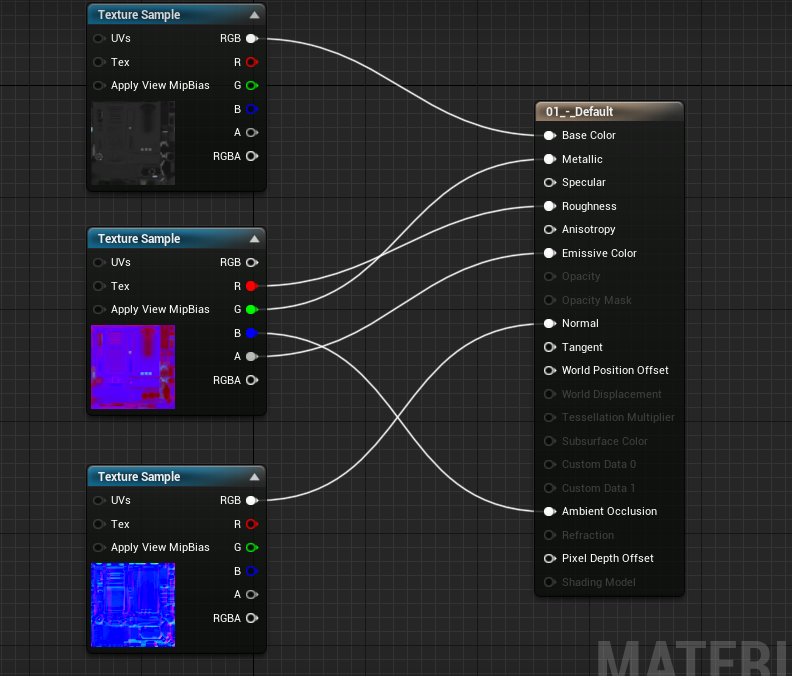 Texture Sample
UVs RGB
Tex R
Apply View MipBias G
B
A
RGBA
Texture Sample
UVs RGB
Tex R
Apply View MipBias G
B
A
RGBA
Texture Sample
UVs RGB
Tex R
Apply View MipBias G
B
A
RGBA
01_-_Default
Base Color
Metallic
Specular
Roughness
Anisotropy
Emissive Color
Opacity
Opacity Mask
Normal
Tangent
World Position Offset
World Displacement
Tessellation Multiplier
Subsurface Color
Custom Data 0
Custom Data 1
Ambient Occlusion
Refraction
Pixel Depth Offset
Shading Model
MATERI